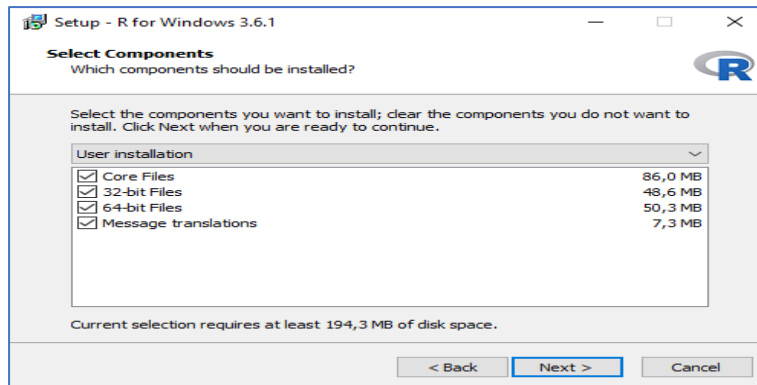 Setup - R for Windows 3.6.1
Select Components
Which components should be installed?
R
Select the components you want to install; clear the components you do not want to
install. Click Next when you are ready to continue.
User installation
Core Files 86,0 MB
32-bit Files 48,6 MB
64-bit Files 50,3 MB
Message translations 7,3 MB
Current selection requires at least 194,3 MB of disk space.
< Back Next > Cancel